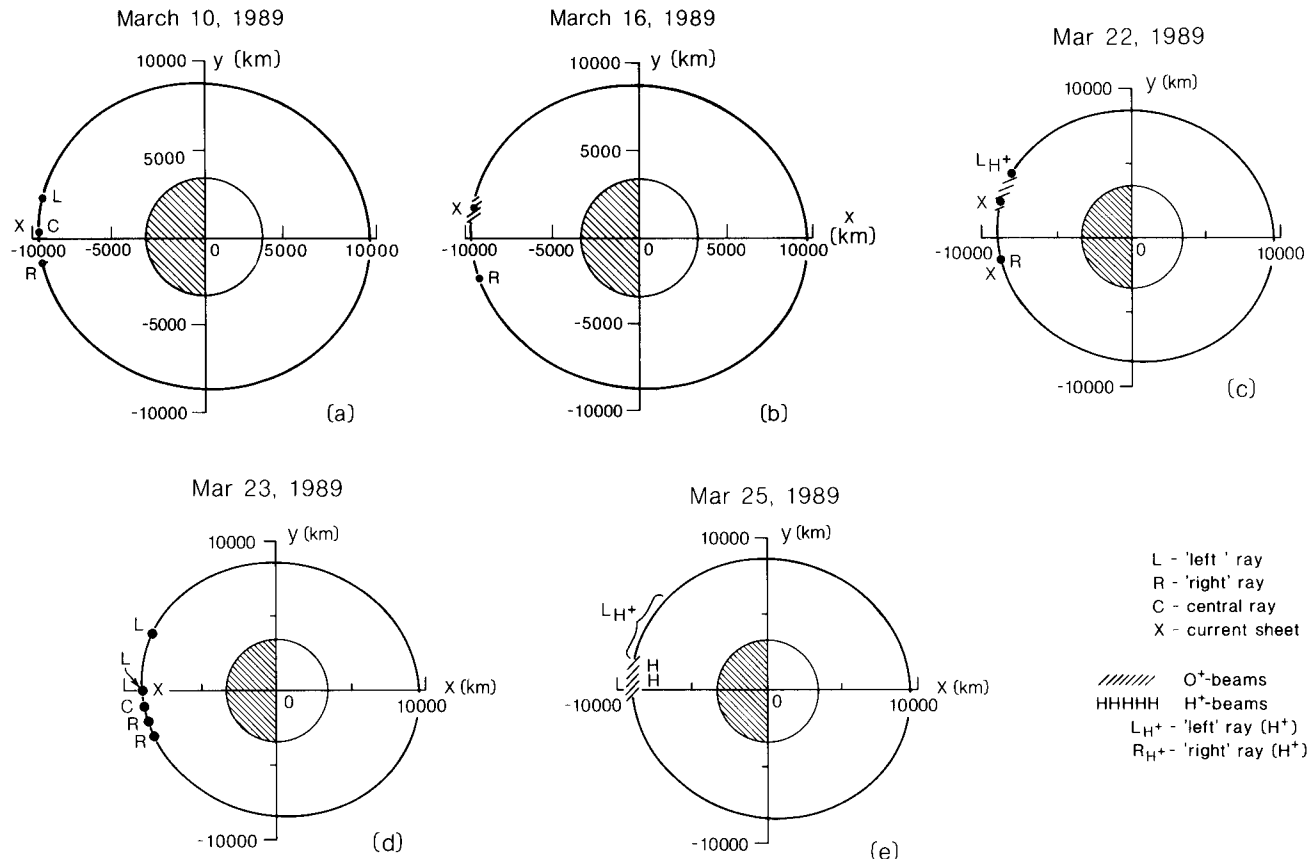 March 10, 1989
10000
y (km)
5000
L
X
C
-10000
-5000
0
5000
10000
R
-5000
-10000
(a)
March 16, 1989
10000
y (km)
5000
X
x
(km)
-10000
-5000
0
5000
10000
R
-5000
-10000
(b)
Mar 22, 1989
y (km)
10000
LH+
X
-10000
0
10000
X
R
-10000
(c)
Mar 23, 1989
10000
y (km)
L
L
L
X
X (km)
C
0
10000
R
R
-10000
(d)
Mar 25, 1989
10000
y (km)
LH+
H
H
L
X (km)
-10000
0
10000
-10000
(e)
L - 'left' ray
R - 'right' ray
C - central ray
X - current sheet
O+-beams
HHHHH H+-beams
LH+ - 'left' ray (H+)
RH+ - 'right' ray (H+)